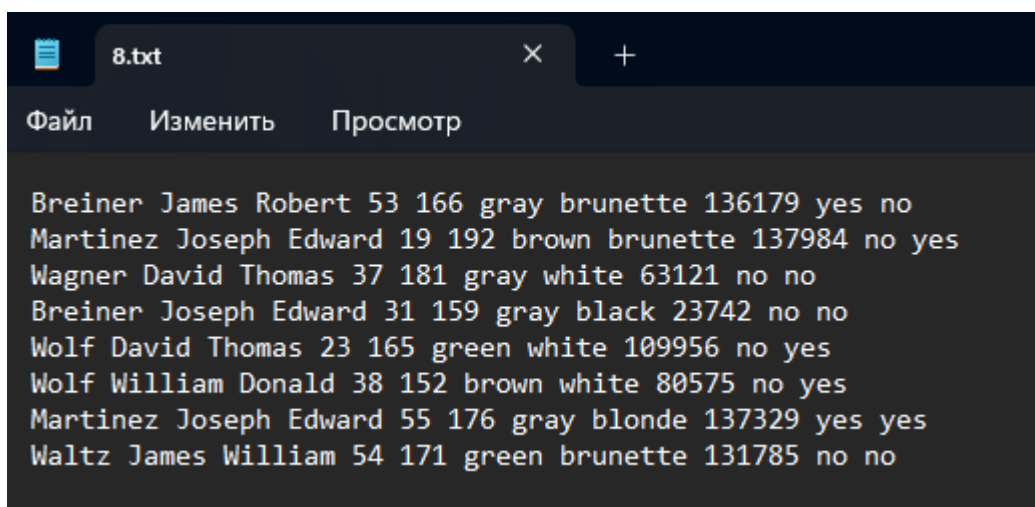 8.txt
Файл Изменить Просмотр
Breiner James Robert 53 166 gray brunette 136179 yes no
Martinez Joseph Edward 19 192 brown brunette 137984 no yes
Wagner David Thomas 37 181 gray white 63121 no no
Breiner Joseph Edward 31 159 gray black 23742 no no
Wolf David Thomas 23 165 green white 109956 no yes
Wolf William Donald 38 152 brown white 80575 no yes
Martinez Joseph Edward 55 176 gray blonde 137329 yes yes
Waltz James William 54 171 green brunette 131785 no no